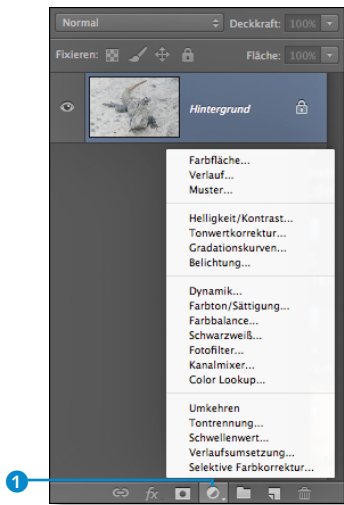 Normal Deckkraft: 100%
Fixieren: Fläche: 100%
Hintergrund
Farbfläche...
Verlauf...
Muster...
Helligkeit/Kontrast...
Tonwertkorrektur...
Gradationskurven...
Belichtung...
Dynamik...
Farbton/Sättigung...
Farbbalance...
Schwarzweiß...
Fotofilter...
Kanalmixer...
Color Lookup...
Umkehren
Tontrennung...
Schwellenwert...
Verlaufsumsetzung...
Selektive Farbkorrektur...
1
fx